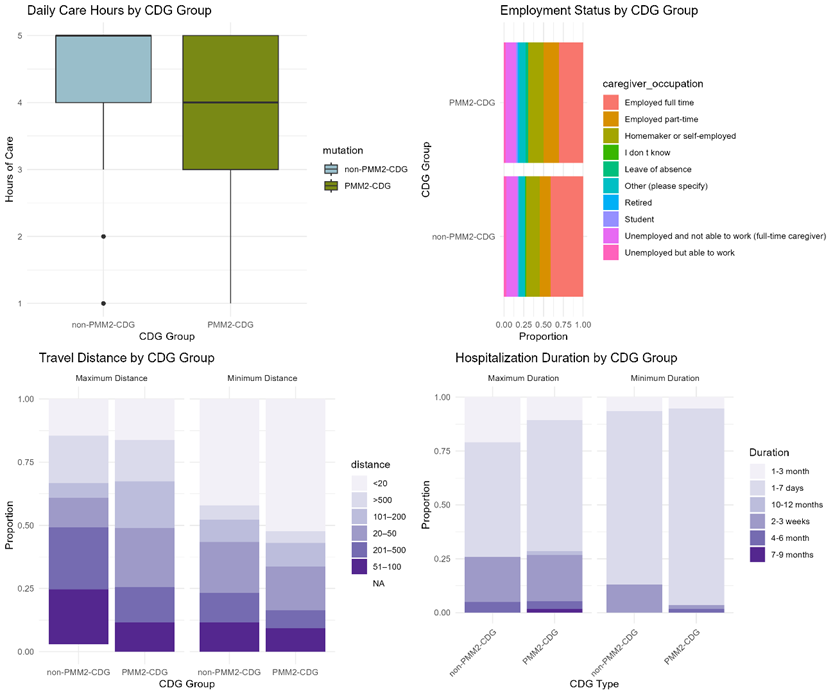 Daily Care Hours by CDG Group
5
4
3
2
1
Hours of Care
non-PMM2-CDG
PMM2-CDG
CDG Group
mutation
non-PMM2-CDG
PMM2-CDG
Employment Status by CDG Group
PMM2-CDG
non-PMM2-CDG
CDG Group
0.00 0.25 0.50 0.75 1.00
Proportion
caregiver_occupation
Employed full time
Employed part-time
Homemaker or self-employed
I don t know
Leave of absence
Other (please specify)
Retired
Student
Unemployed and not able to work (full-time caregiver)
Unemployed but able to work
Travel Distance by CDG Group
Maximum Distance
Minimum Distance
1.00
0.75
0.50
0.25
0.00
Proportion
non-PMM2-CDG
PMM2-CDG
non-PMM2-CDG
PMM2-CDG
CDG Group
distance
<20
>500
101-200
20-50
201-500
51-100
NA
Hospitalization Duration by CDG Group
Maximum Duration
Minimum Duration
1.00
0.75
0.50
0.25
0.00
Proportion
non-PMM2-CDG
PMM2-CDG
non-PMM2-CDG
PMM2-CDG
CDG Type
Duration
1-3 month
1-7 days
10-12 months
2-3 weeks
4-6 month
7-9 months